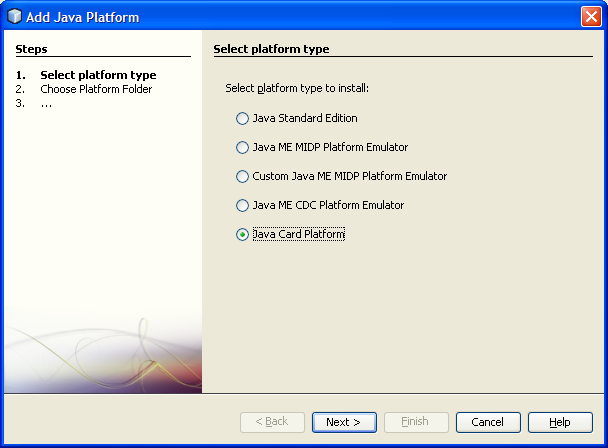 Add Java Platform
Steps
1. Select platform type
2. Choose Platform Folder
3. ...
Select platform type
Select platform type to install:
Java Standard Edition
Java ME MIDP Platform Emulator
Custom Java ME MIDP Platform Emulator
Java ME CDC Platform Emulator
Java Card Platform
< Back Next > Finish Cancel Help